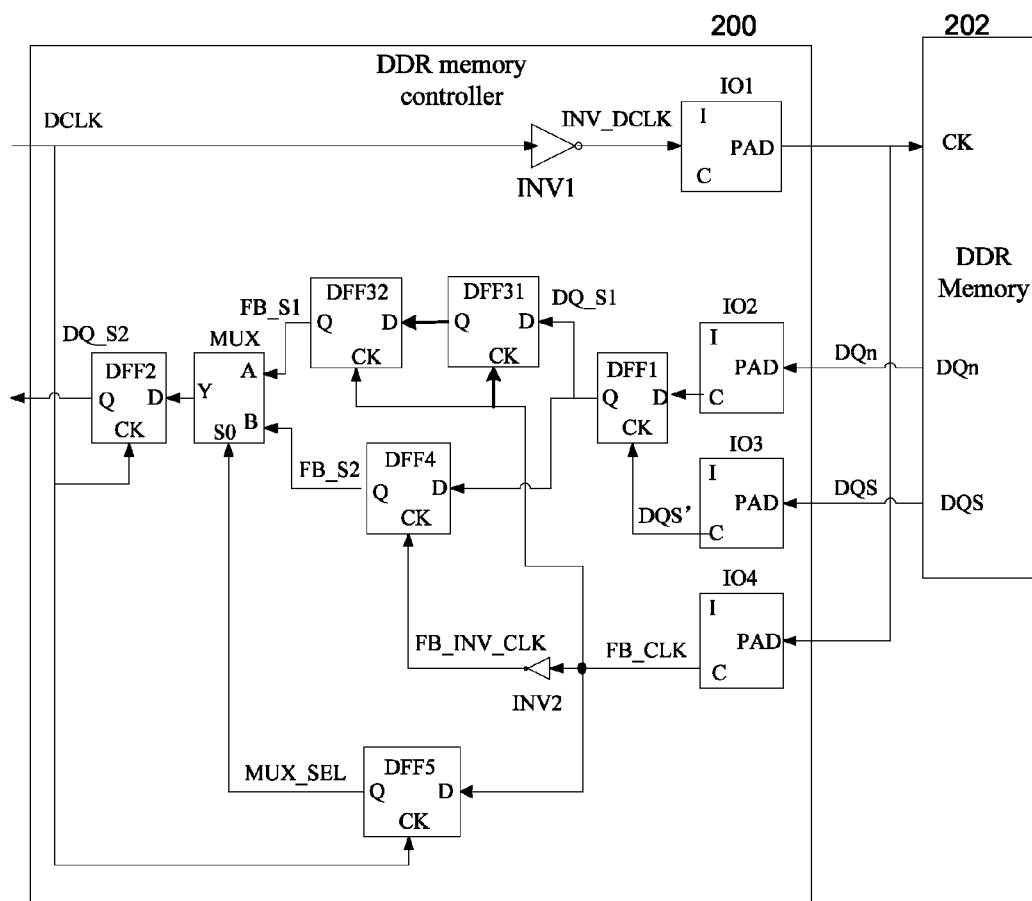 200
202
DDR memory
controller
DCLK
INV_DCLK
IO1
I
PAD
C
CK
INV1
DDR
Memory
DFF32
Q
D
CK
DFF31
Q
D
CK
FB_S1
DQ_S1
IO2
I
PAD
C
DQn
DQn
DQ_S2
MUX
A
Y
B
S0
DFF2
Q
D
CK
DFF1
Q
D
CK
FB_S2
DFF4
Q
D
CK
IO3
I
PAD
C
DQS
DQS
DQS'
IO4
I
PAD
C
FB_INV_CLK
FB_CLK
INV2
MUX_SEL
DFF5
Q
D
CK